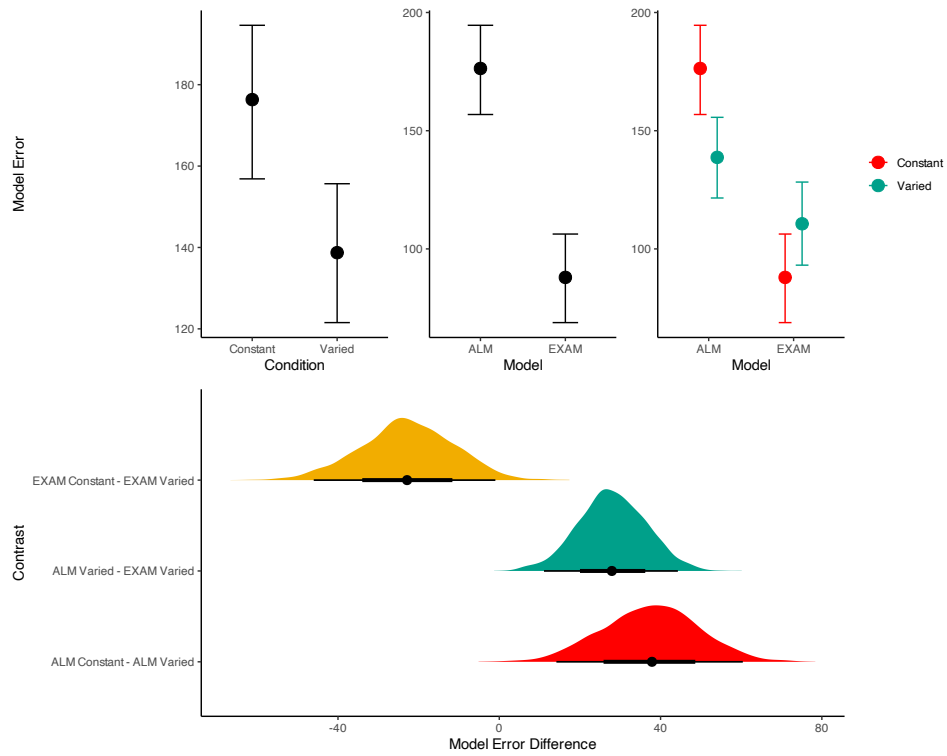 Model Error
180
160
140
120
Constant
Varied
Condition
200
150
100
ALM
EXAM
Model
200
150
100
ALM
EXAM
Model
Constant
Varied
Contrast
EXAM Constant - EXAM Varied
ALM Varied - EXAM Varied
ALM Constant - ALM Varied
-40
0
40
80
Model Error Difference